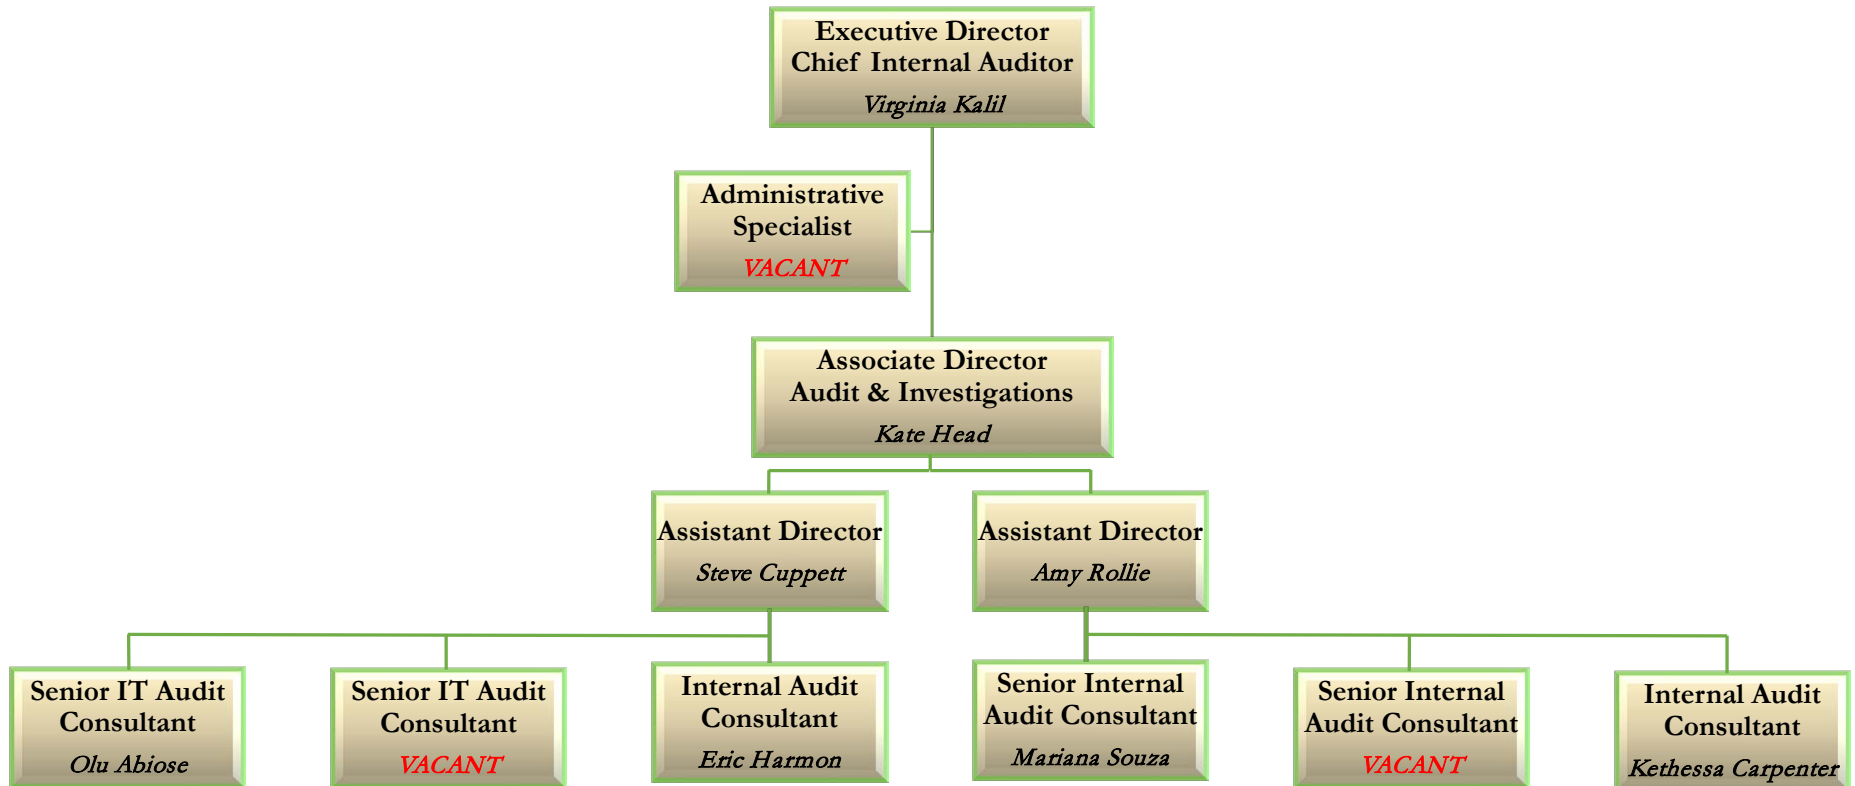 Executive Director
Chief Internal Auditor
Virginia Kalil
Administrative
Specialist
VACANT
Associate Director
Audit & Investigations
Kate Head
Assistant Director
Steve Cuppett
Assistant Director
Amy Rollie
Senior IT Audit
Consultant
Olu Abiose
Senior IT Audit
Consultant
VACANT
Internal Audit
Consultant
Eric Harmon
Senior Internal
Audit Consultant
Mariana Souza
Senior Internal
Audit Consultant
VACANT
Internal Audit
Consultant
Kethessa Carpenter